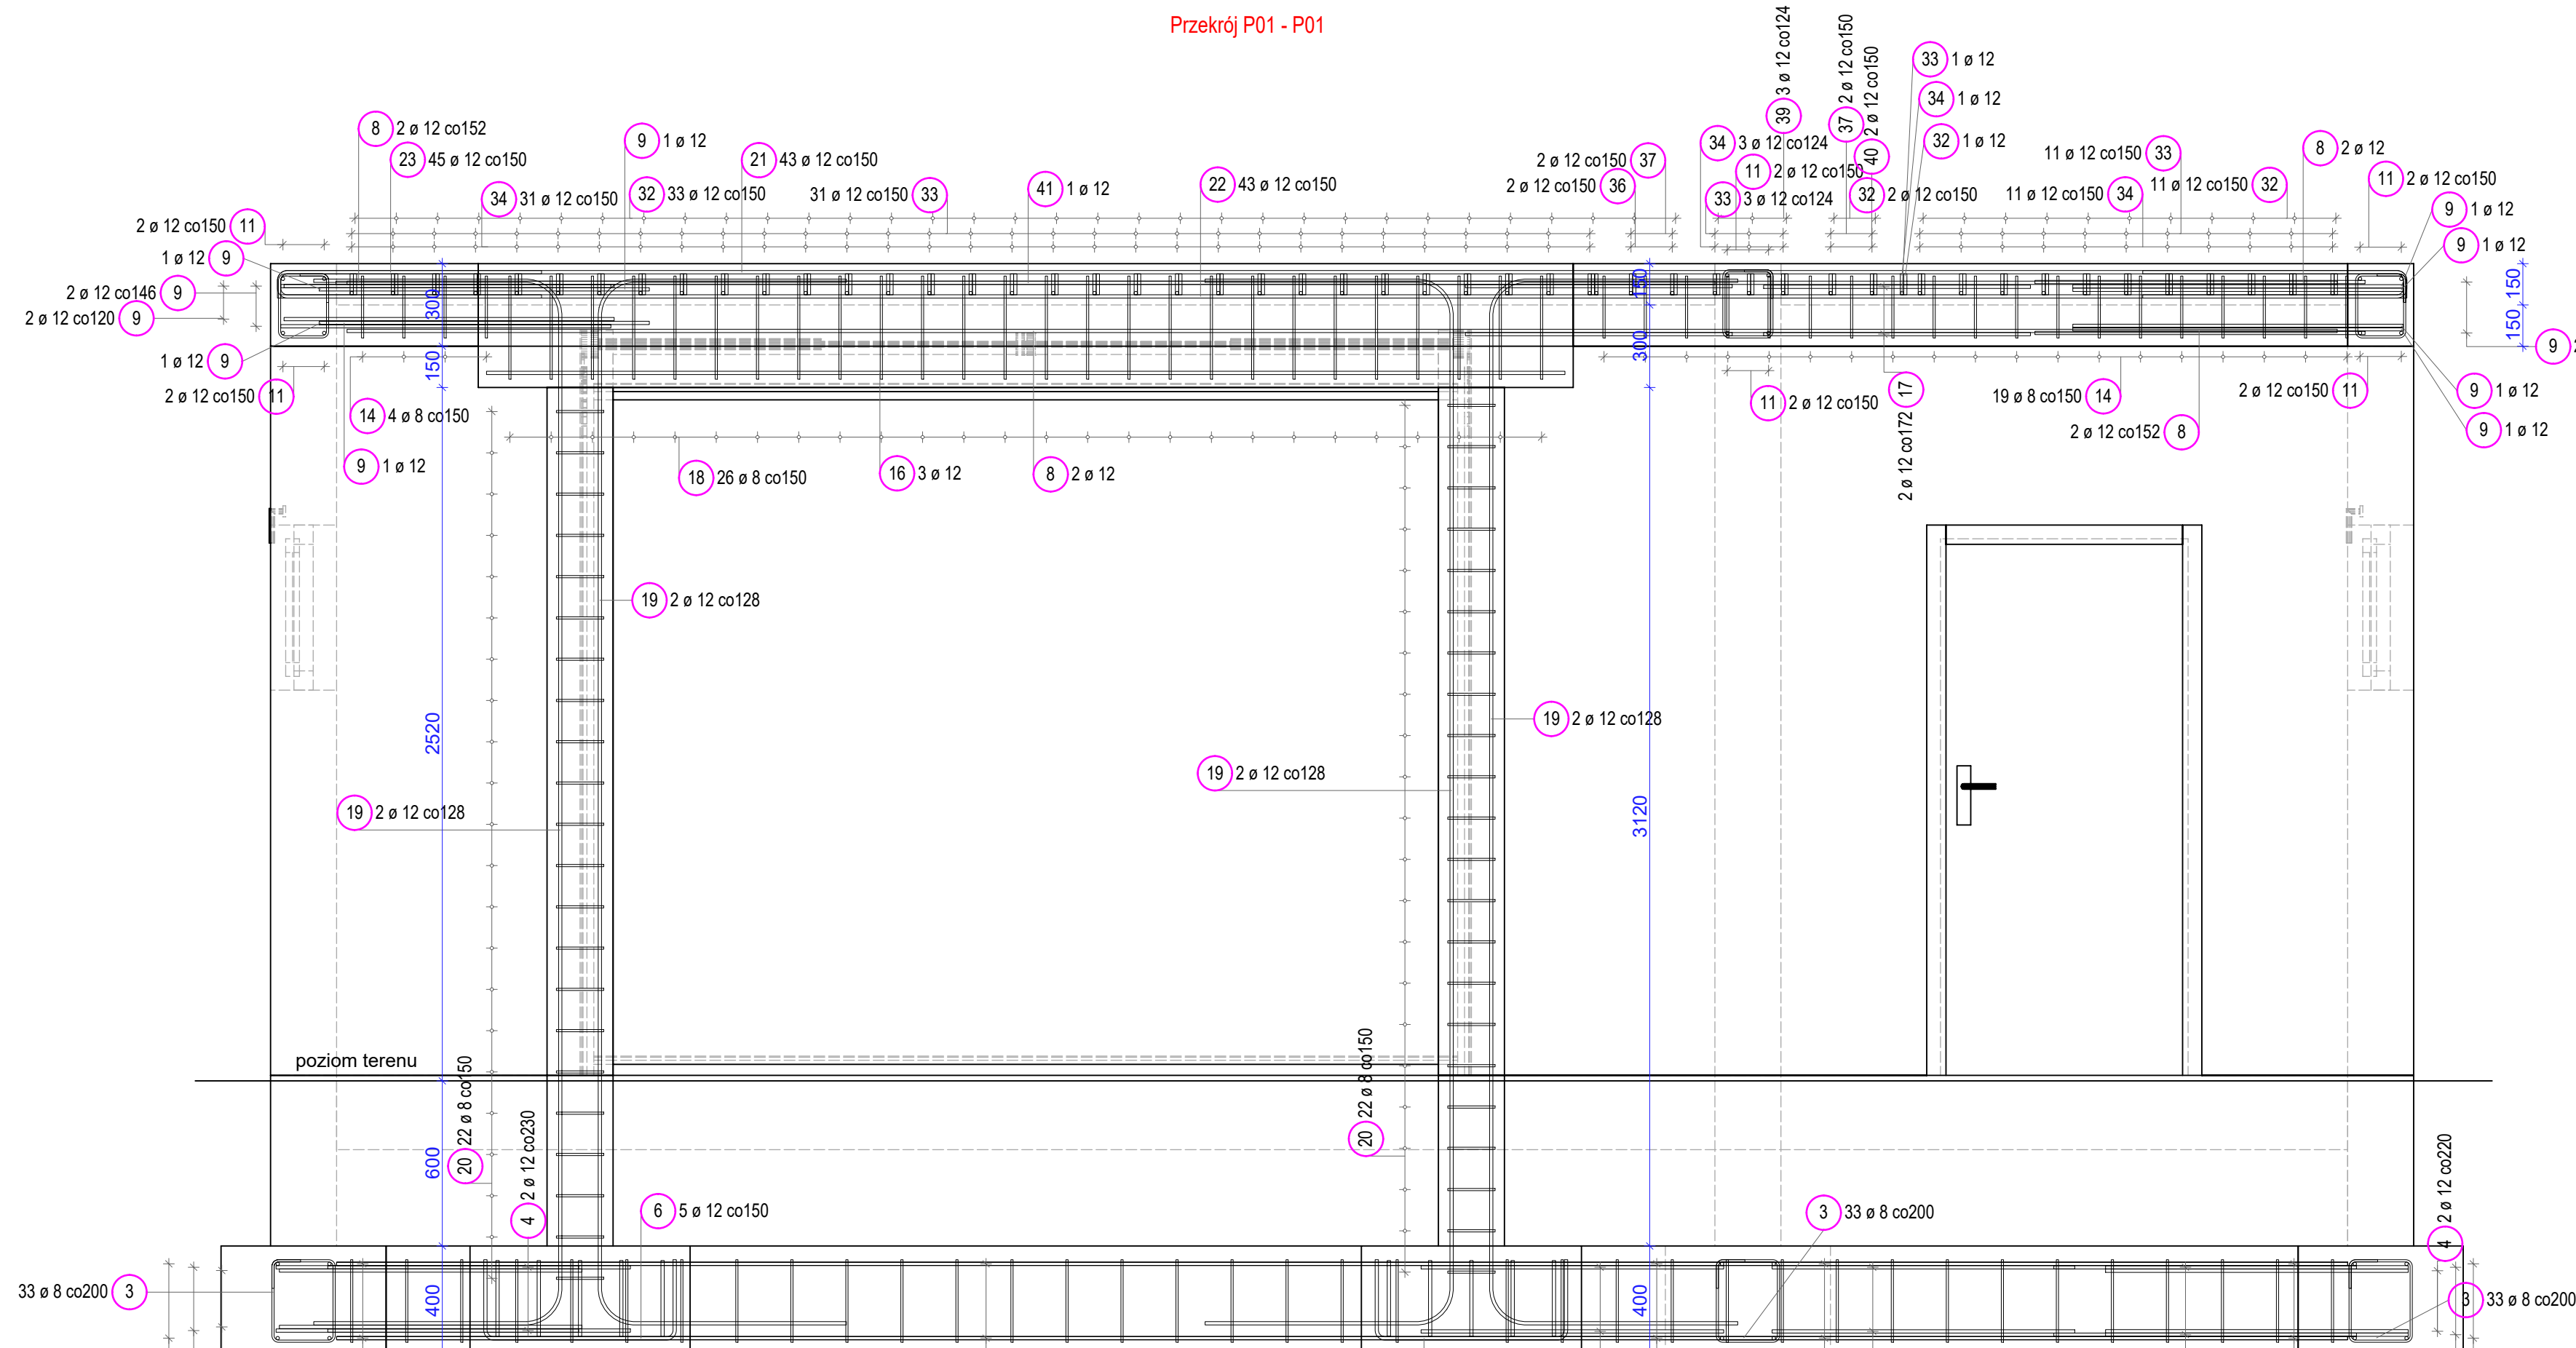 Przekrój P01 - P01
39 3 ø 12 co124
37 2 ø 12 co150
40 2 ø 12 co150
33 1 ø 12
34 1 ø 12
32 1 ø 12
8 2 ø 12 co152
23 45 ø 12 co150
9 1 ø 12
21 43 ø 12 co150
34 31 ø 12 co150
32 33 ø 12 co150
31 ø 12 co150 33
41 1 ø 12
22 43 ø 12 co150
2 ø 12 co150 37
2 ø 12 co150 36
34 3 ø 12 co124
11 2 ø 12 co150
33 3 ø 12 co124
32 2 ø 12 co150
11 ø 12 co150 33
11 ø 12 co150 34
11 ø 12 co150 32
8 2 ø 12
11 2 ø 12 co150
9 1 ø 12
9 1 ø 12
2 ø 12 co150 11
1 ø 12 9
2 ø 12 co146 9
2 ø 12 co120 9
1 ø 12 9
2 ø 12 co150 11
300
150
150
300
150
150
9
14 4 ø 8 co150
9 1 ø 12
18 26 ø 8 co150
16 3 ø 12
8 2 ø 12
11 2 ø 12 co150
2 ø 12 co172 17
19 ø 8 co150 14
2 ø 12 co152 8
2 ø 12 co150 11
9 1 ø 12
9 1 ø 12
19 2 ø 12 co128
19 2 ø 12 co128
19 2 ø 12 co128
19 2 ø 12 co128
2520
3120
poziom terenu
20 22 ø 8 co150
20 22 ø 8 co150
600
4 2 ø 12 co230
6 5 ø 12 co150
3 33 ø 8 co200
4 2 ø 12 co220
33 ø 8 co200 3
400
400
3 33 ø 8 co200